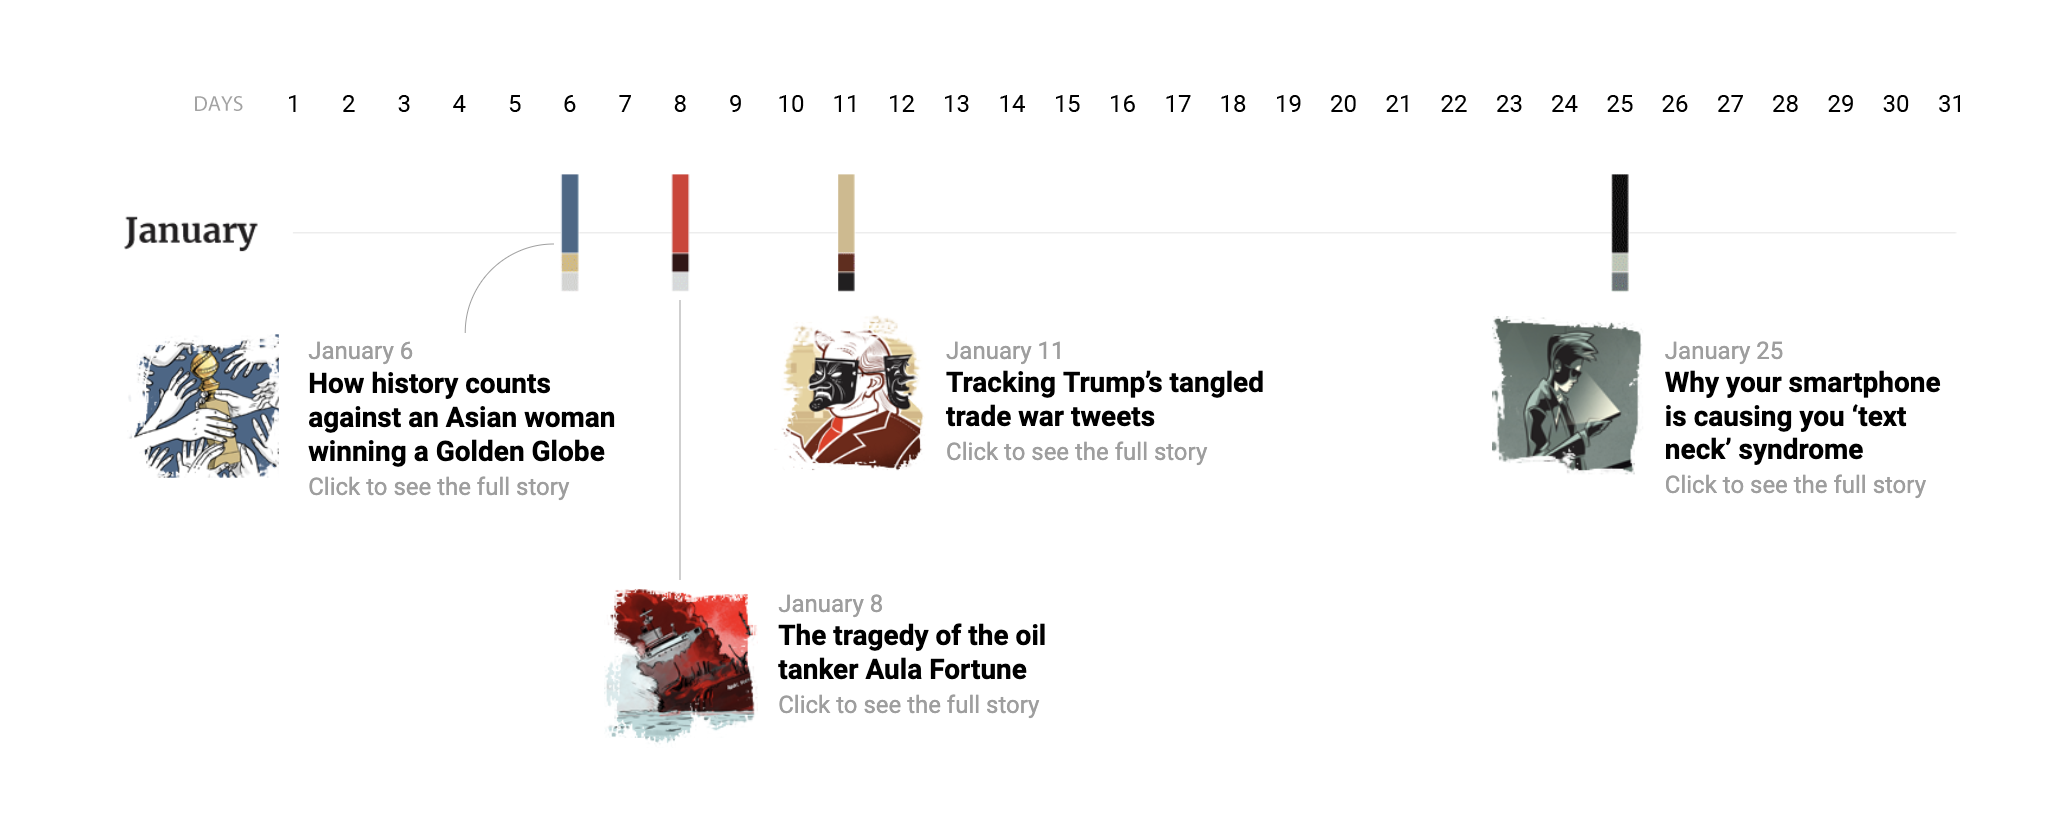 DAYS 1 2 3 4 5 6 7 8 9 10 11 12 13 14 15 16 17 18 19 20 21 22 23 24 25 26 27 28 29 30 31
January
January 6
How history counts
against an Asian woman
winning a Golden Globe
Click to see the full story
January 11
Tracking Trump’s tangled
trade war tweets
Click to see the full story
January 25
Why your smartphone
is causing you ‘text
neck’ syndrome
Click to see the full story
January 8
The tragedy of the oil
tanker Aula Fortune
Click to see the full story